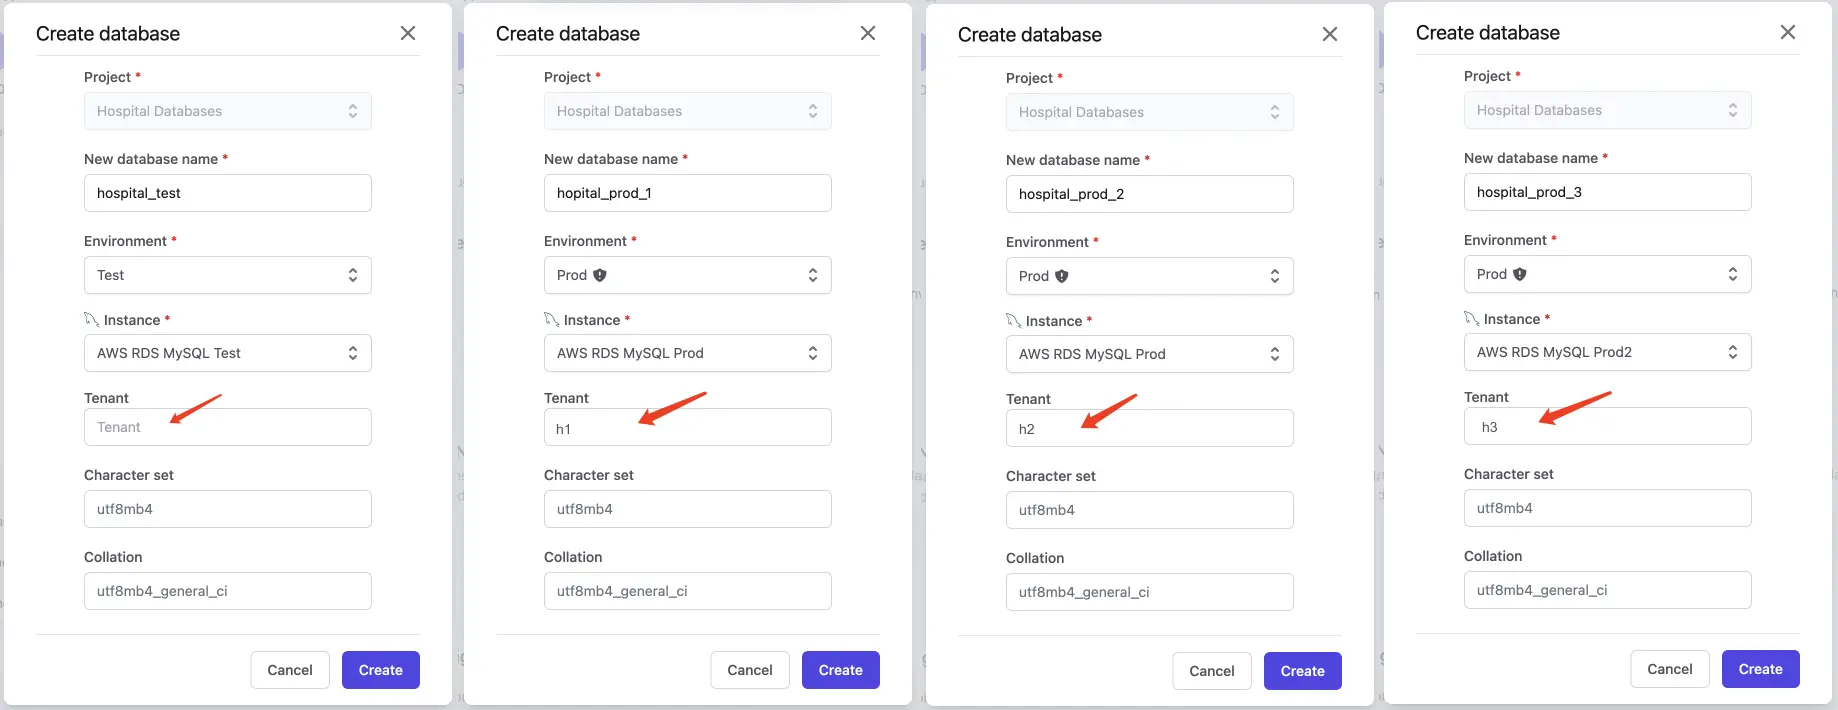 Create database
Project *
Hospital Databases
New database name *
hospital_test
Environment *
Test
Instance *
AWS RDS MySQL Test
Tenant
Tenant
Character set
utf8mb4
Collation
utf8mb4_general_ci
Cancel
Create
Create database
Project *
Hospital Databases
New database name *
hopital_prod_1
Environment *
Prod
Instance *
AWS RDS MySQL Prod
Tenant
h1
Character set
utf8mb4
Collation
utf8mb4_general_ci
Cancel
Create
Create database
Project *
Hospital Databases
New database name *
hospital_prod_2
Environment *
Prod
Instance *
AWS RDS MySQL Prod
Tenant
h2
Character set
utf8mb4
Collation
utf8mb4_general_ci
Cancel
Create
Create database
Project *
Hospital Databases
New database name *
hospital_prod_3
Environment *
Prod
Instance *
AWS RDS MySQL Prod2
Tenant
h3
Character set
utf8mb4
Collation
utf8mb4_general_ci
Cancel
Create